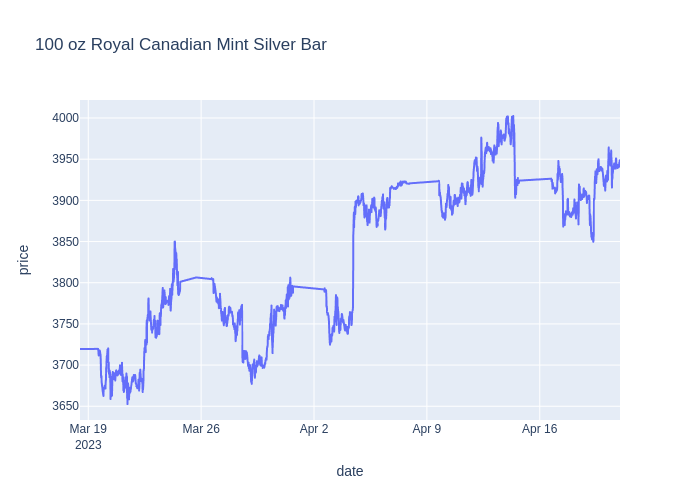 100 oz Royal Canadian Mint Silver Bar
4000
3950
3900
3850
3800
3750
3700
3650
price
Mar 19
2023
Mar 26
Apr 2
Apr 9
Apr 16
date